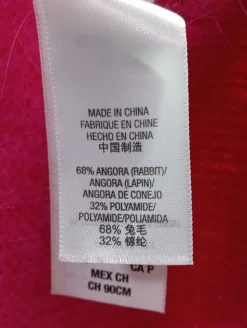 MADE IN CHINA
FABRIQUE EN CHINE
HECHO EN CHINA
中国制造
68% ANGORA (RABBIT)/
ANGORA (LAPIN)/
ANGORA DE CONEJO
32% POLYAMIDE/
POLYAMIDE/POLIAMIDA
68% 兔毛
32% 锦纶
CA P
MEX CH
CH 90CM